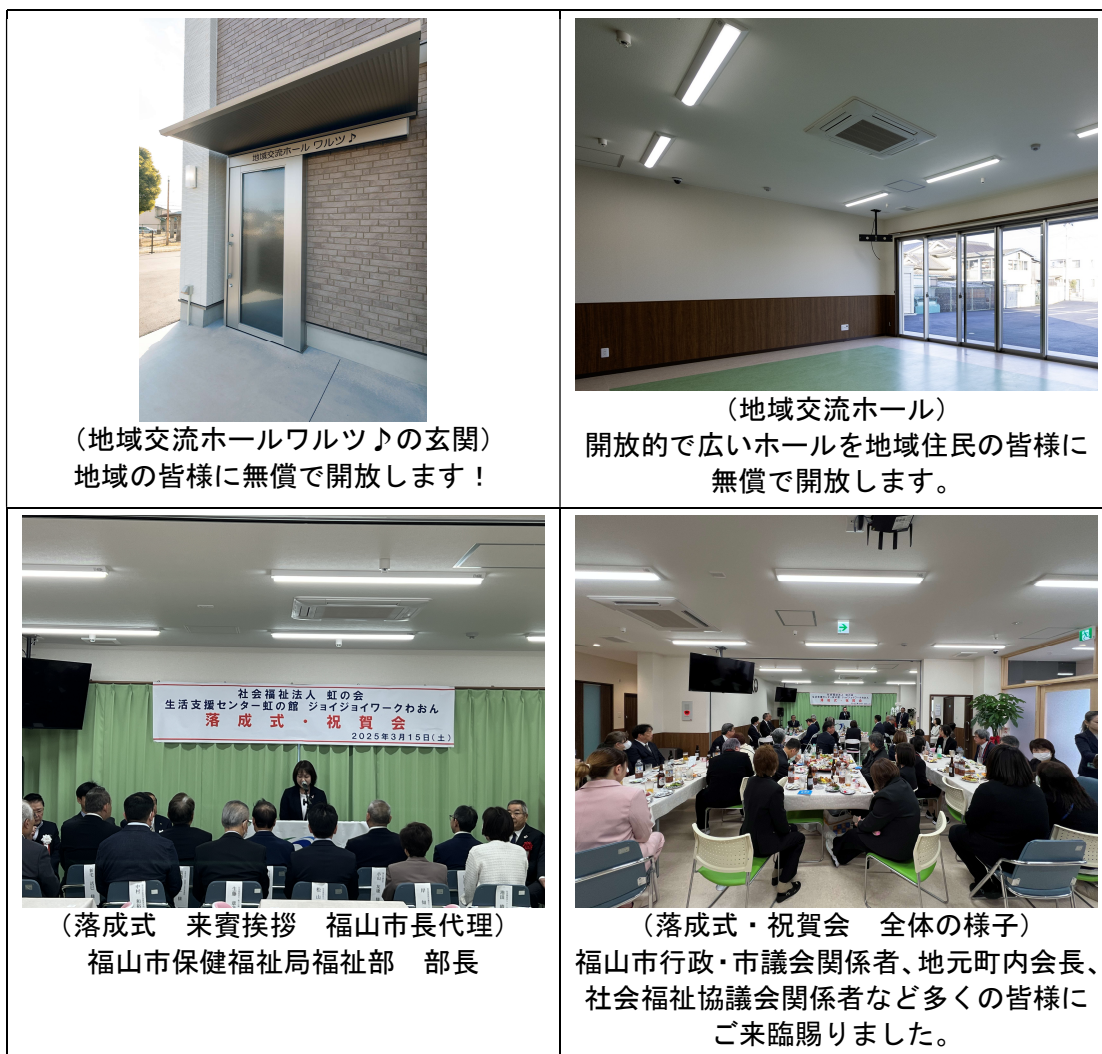 地域交流ホール ワルツ♪
（地域交流ホールワルツ♪の玄関）
地域の皆様に無償で開放します！
（地域交流ホール）
開放的で広いホールを地域住民の皆様に
無償で開放します。
社会福祉法人 虹の会
生活支援センター虹の館 ジョイジョイワークわおん
落成式・祝賀会
2025年3月15日(土)
（落成式　来賓挨拶　福山市長代理）
福山市保健福祉局福祉部　部長
（落成式・祝賀会　全体の様子）
福山市行政・市議会関係者、地元町内会長、
社会福祉協議会関係者など多くの皆様に
ご来臨賜りました。